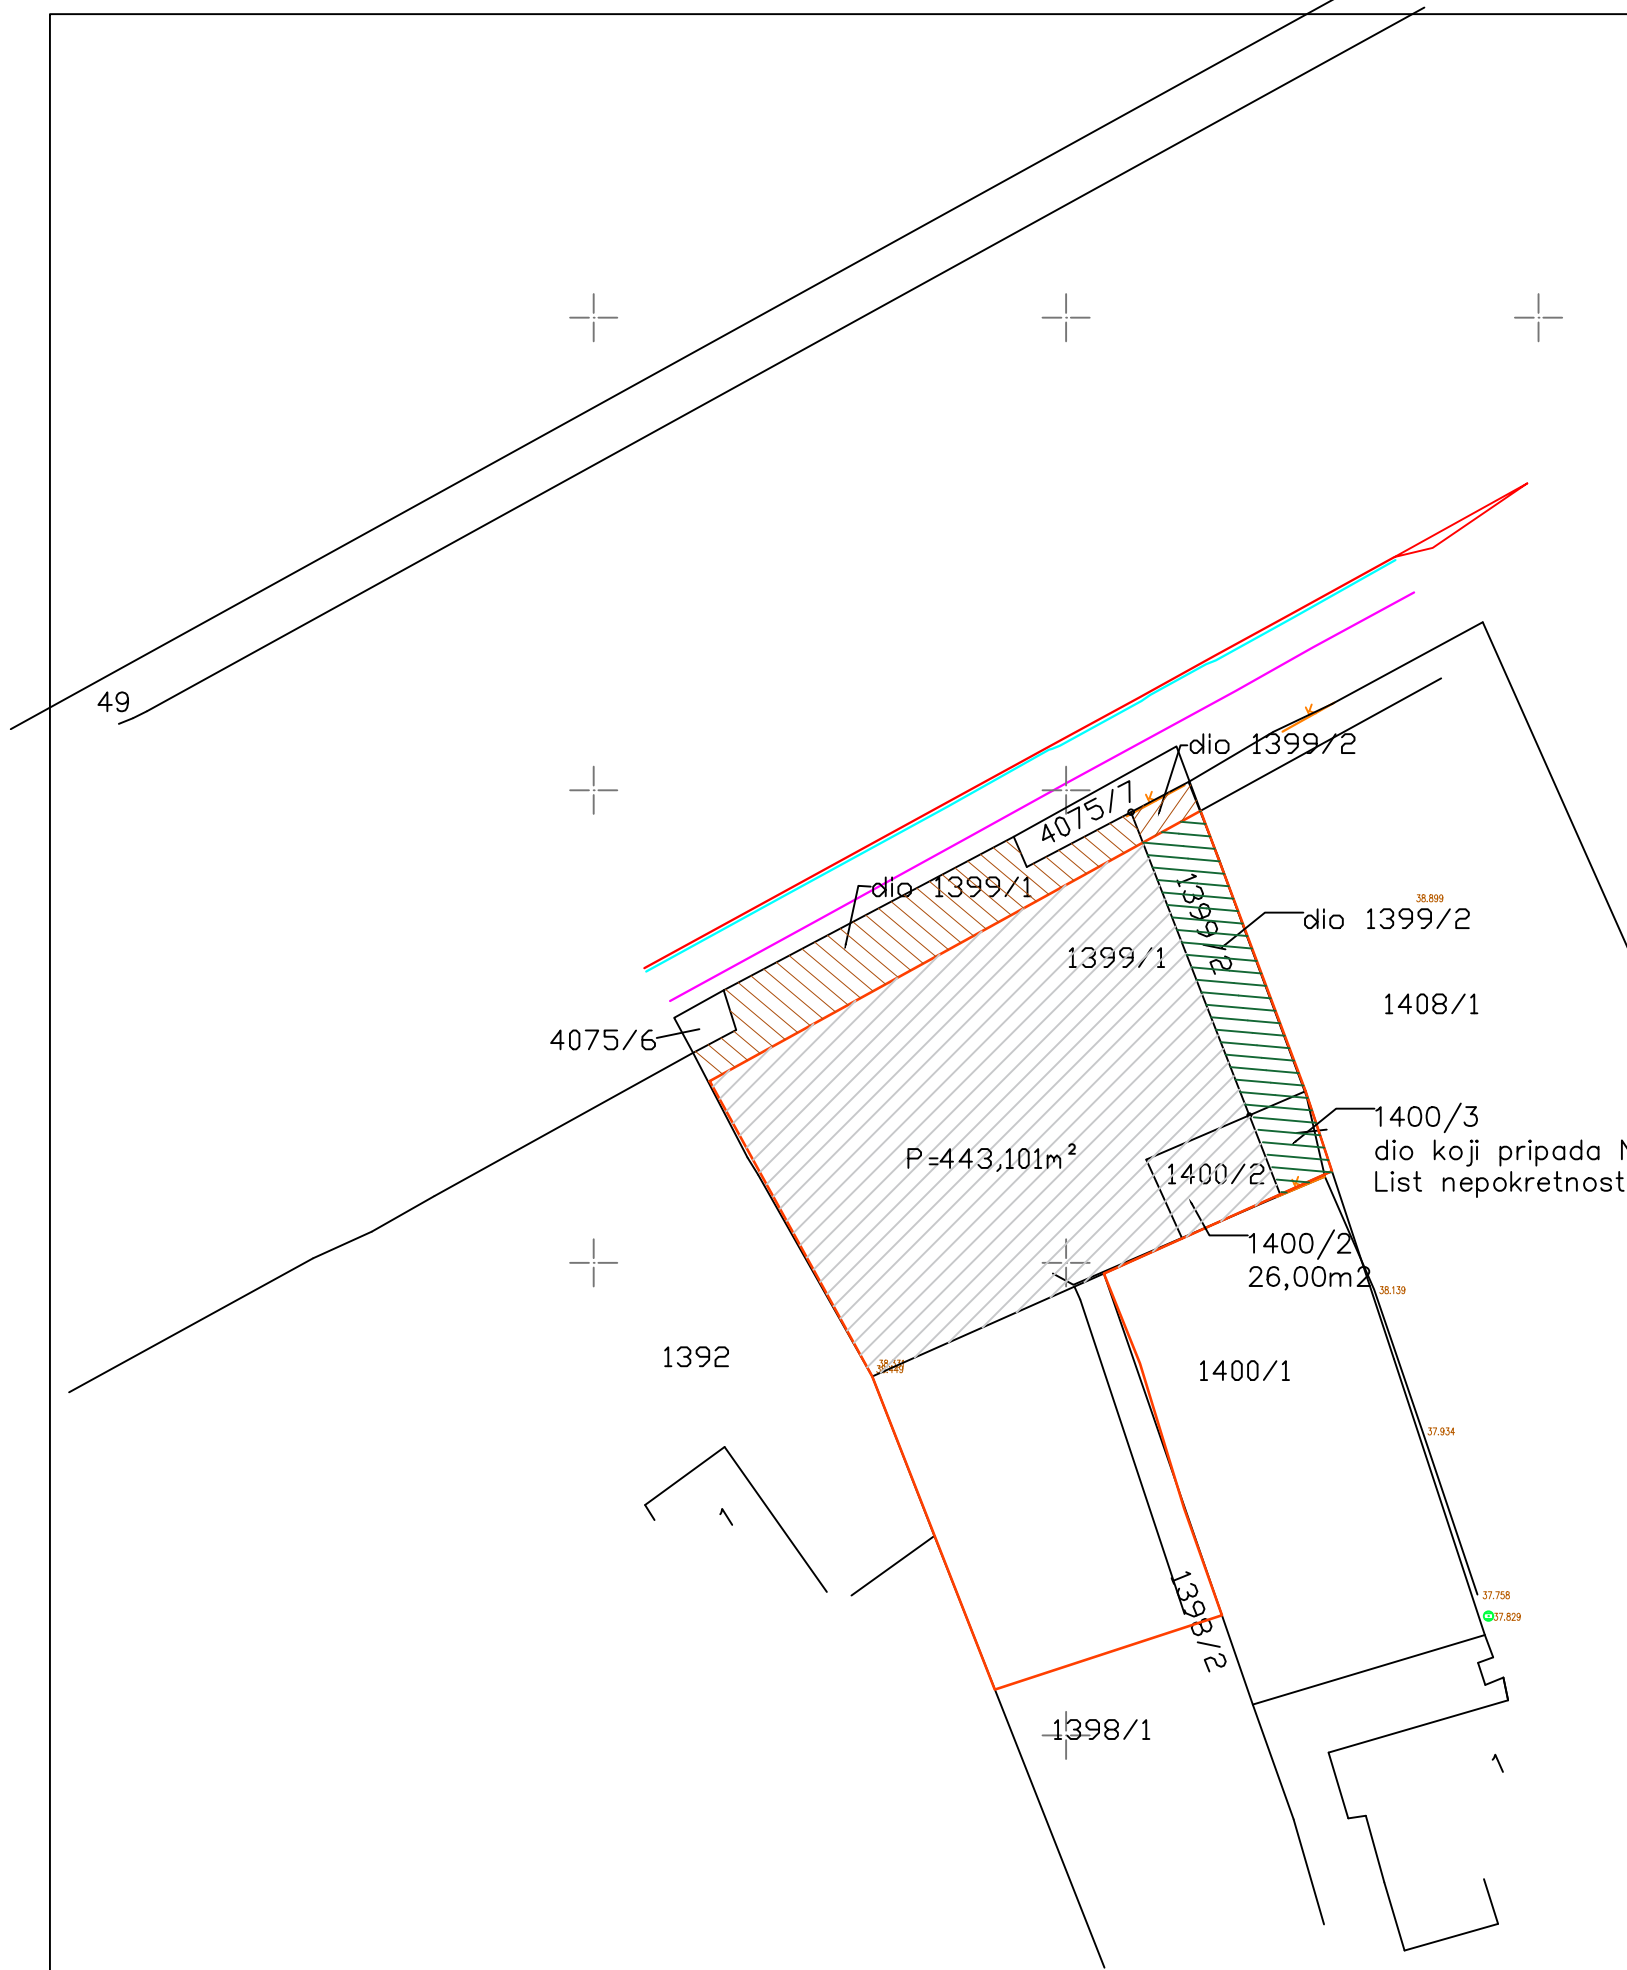 49
dio 1399/2
4075/7
dio 1399/1
1399/2
38.899
dio 1399/2
1399/1
1408/1
4075/6
1400/3
dio koji pripada
List nepokretnost
P=443,101m²
1400/2
1400/2
26,00m2
38.139
1392
1400/1
37.934
1
37.758
37.829
1398/2
1398/1
1